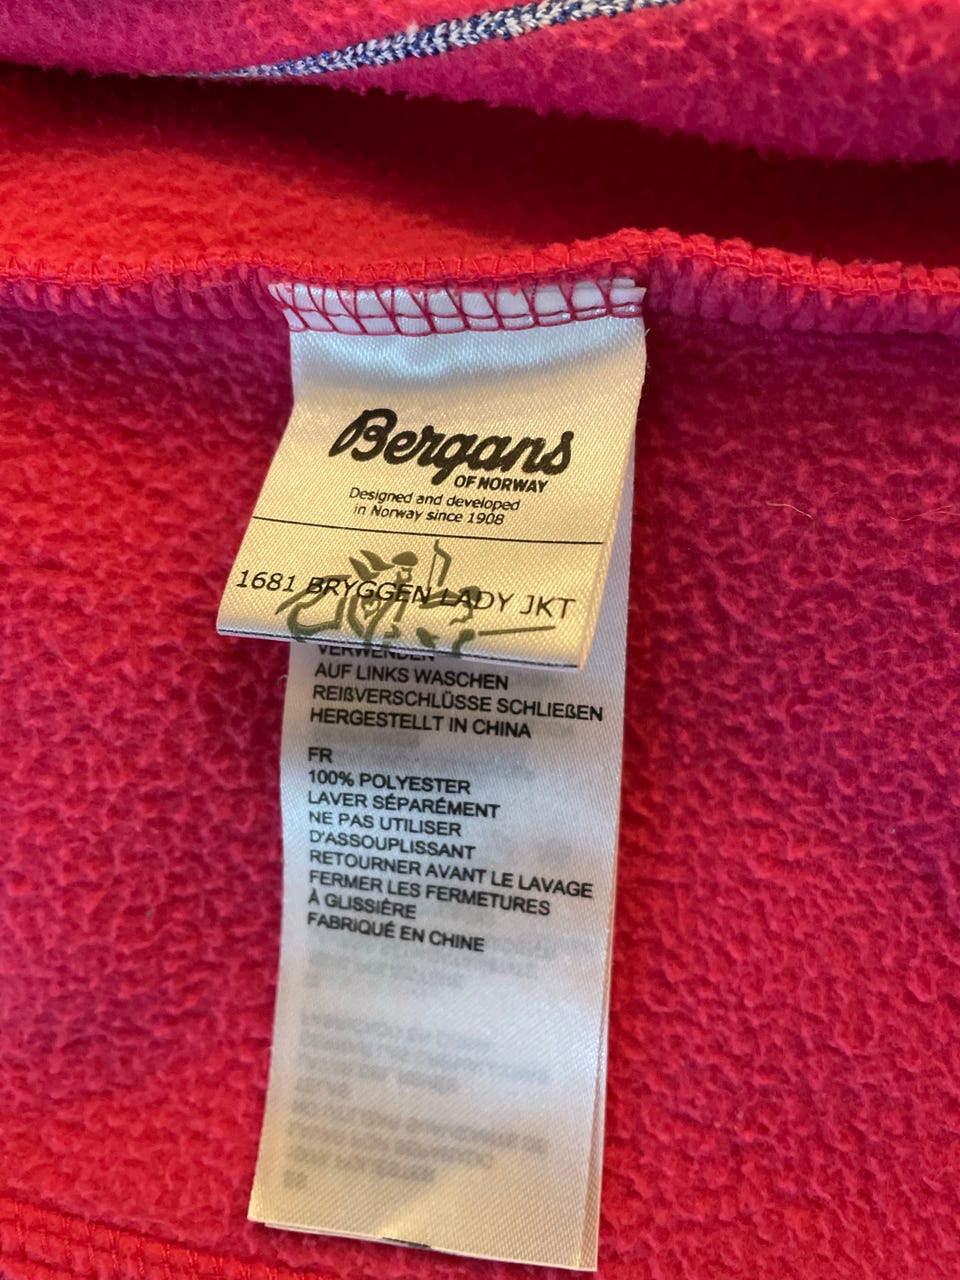 Bergans
OF NORWAY
Designed and developed
in Norway since 1908
1681 BRYGGEN LADY JKT
VERWENDEN
AUF LINKS WASCHEN
REIßVERSCHLÜSSE SCHLIEßEN
HERGESTELLT IN CHINA
FR
100% POLYESTER
LAVER SÉPARÉMENT
NE PAS UTILISER
D'ASSOUPLISSANT
RETOURNER AVANT LE LAVAGE
FERMER LES FERMETURES
À GLISSIÈRE
FABRIQUÉ EN CHINE